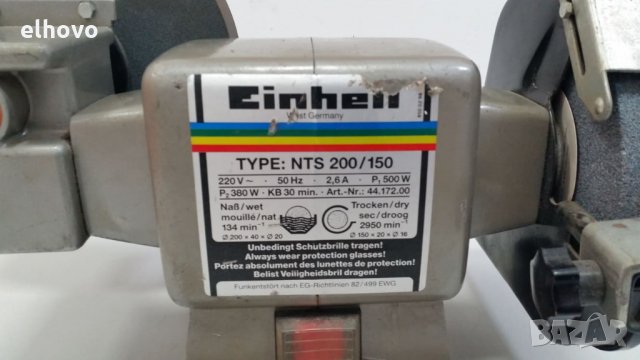 elhovo
Einhell
West Germany
TYPE: NTS 200/150
220 V ~ · 50 Hz · 2,6 A · P₁ 500 W
P₂ 380 W · KB 30 min. · Art.-Nr.: 44.172.00
Naß/wet Trocken/dry
mouillé/nat sec/droog
134 min⁻¹ 2950 min⁻¹
Ø 200 × 40 × Ø 20 Ø 150 × 20 × Ø 16
Unbedingt Schutzbrille tragen!
Always wear protection glasses!
Portez absolument des lunettes de protection!
Belist Veiligheidsbril dragen!
Funkentstört nach EG-Richtlinien 82/499 EWG
BAZAR